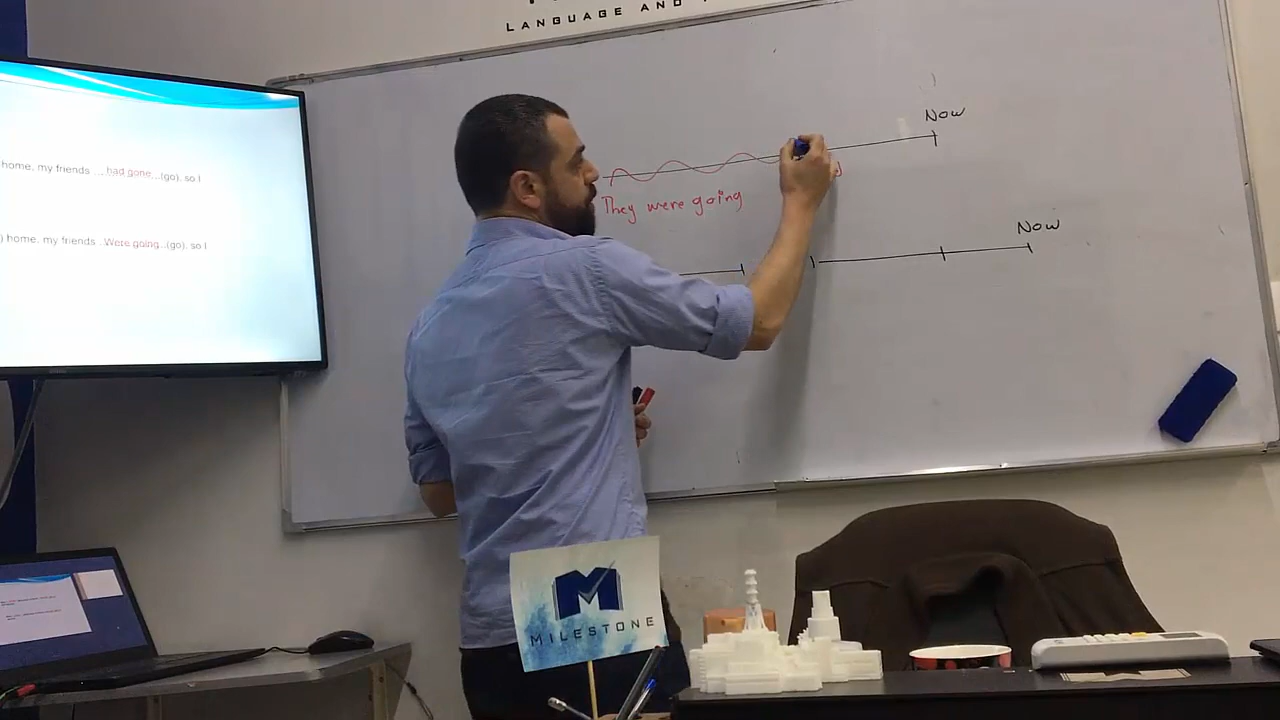 LANGUAGE AND
home, my friends ...had gone...(go), so I
) home, my friends ..Were going...(go), so I
Now
They were going
Now
MILESTONE